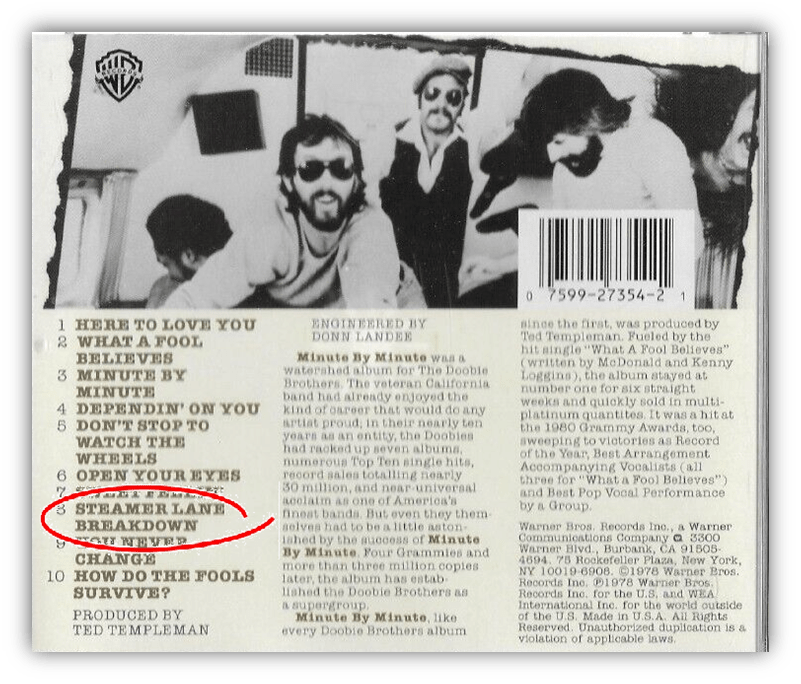 RECORDS
0 7599-27354-2 1
1 HERE TO LOVE YOU
2 WHAT A FOOL
BELIEVES
3 MINUTE BY
MINUTE
4 DEPENDIN' ON YOU
5 DON'T STOP TO
WATCH THE
WHEELS
6 OPEN YOUR EYES
7 SWEET FEELIN'
8 STEAMER LANE
BREAKDOWN
9 YOU NEVER
CHANGE
10 HOW DO THE FOOLS
SURVIVE?
PRODUCED BY
TED TEMPLEMAN
ENGINEERED BY
DONN LANDEE
Minute By Minute was a
watershed album for The Doobie
Brothers. The veteran California
band had already enjoyed the
kind of career that would do any
artist proud; in their nearly ten
years as an entity, the Doobies
had racked up seven albums,
numerous Top Ten single hits,
record sales totalling nearly
30 million, and near-universal
acclaim as one of America's
finest bands. But even they them-
selves had to be a little aston-
ished by the success of Minute
By Minute. Four Grammies and
more than three million copies
later, the album has estab-
lished the Doobie Brothers as
a supergroup.
Minute By Minute, like
every Doobie Brothers album
since the first, was produced by
Ted Templeman. Fueled by the
hit single "What A Fool Believes"
(written by McDonald and Kenny
Loggins), the album stayed at
number one for six straight
weeks and quickly sold in multi-
platinum quantites. It was a hit at
the 1980 Grammy Awards, too,
sweeping to victories as Record
of the Year, Best Arrangement
Accompanying Vocalists (all
three for "What a Fool Believes")
and Best Pop Vocal Performance
by a Group.
Warner Bros. Records Inc., a Warner
Communications Company 3300
Warner Blvd., Burbank, CA 91505-
4694. 75 Rockefeller Plaza, New York,
NY 10019-6908. ©1978 Warner Bros.
Records Inc. ℗1978 Warner Bros.
Records Inc. for the U.S. and WEA
International Inc. for the world outside
of the U.S. Made in U.S.A. All Rights
Reserved. Unauthorized duplication is a
violation of applicable laws.